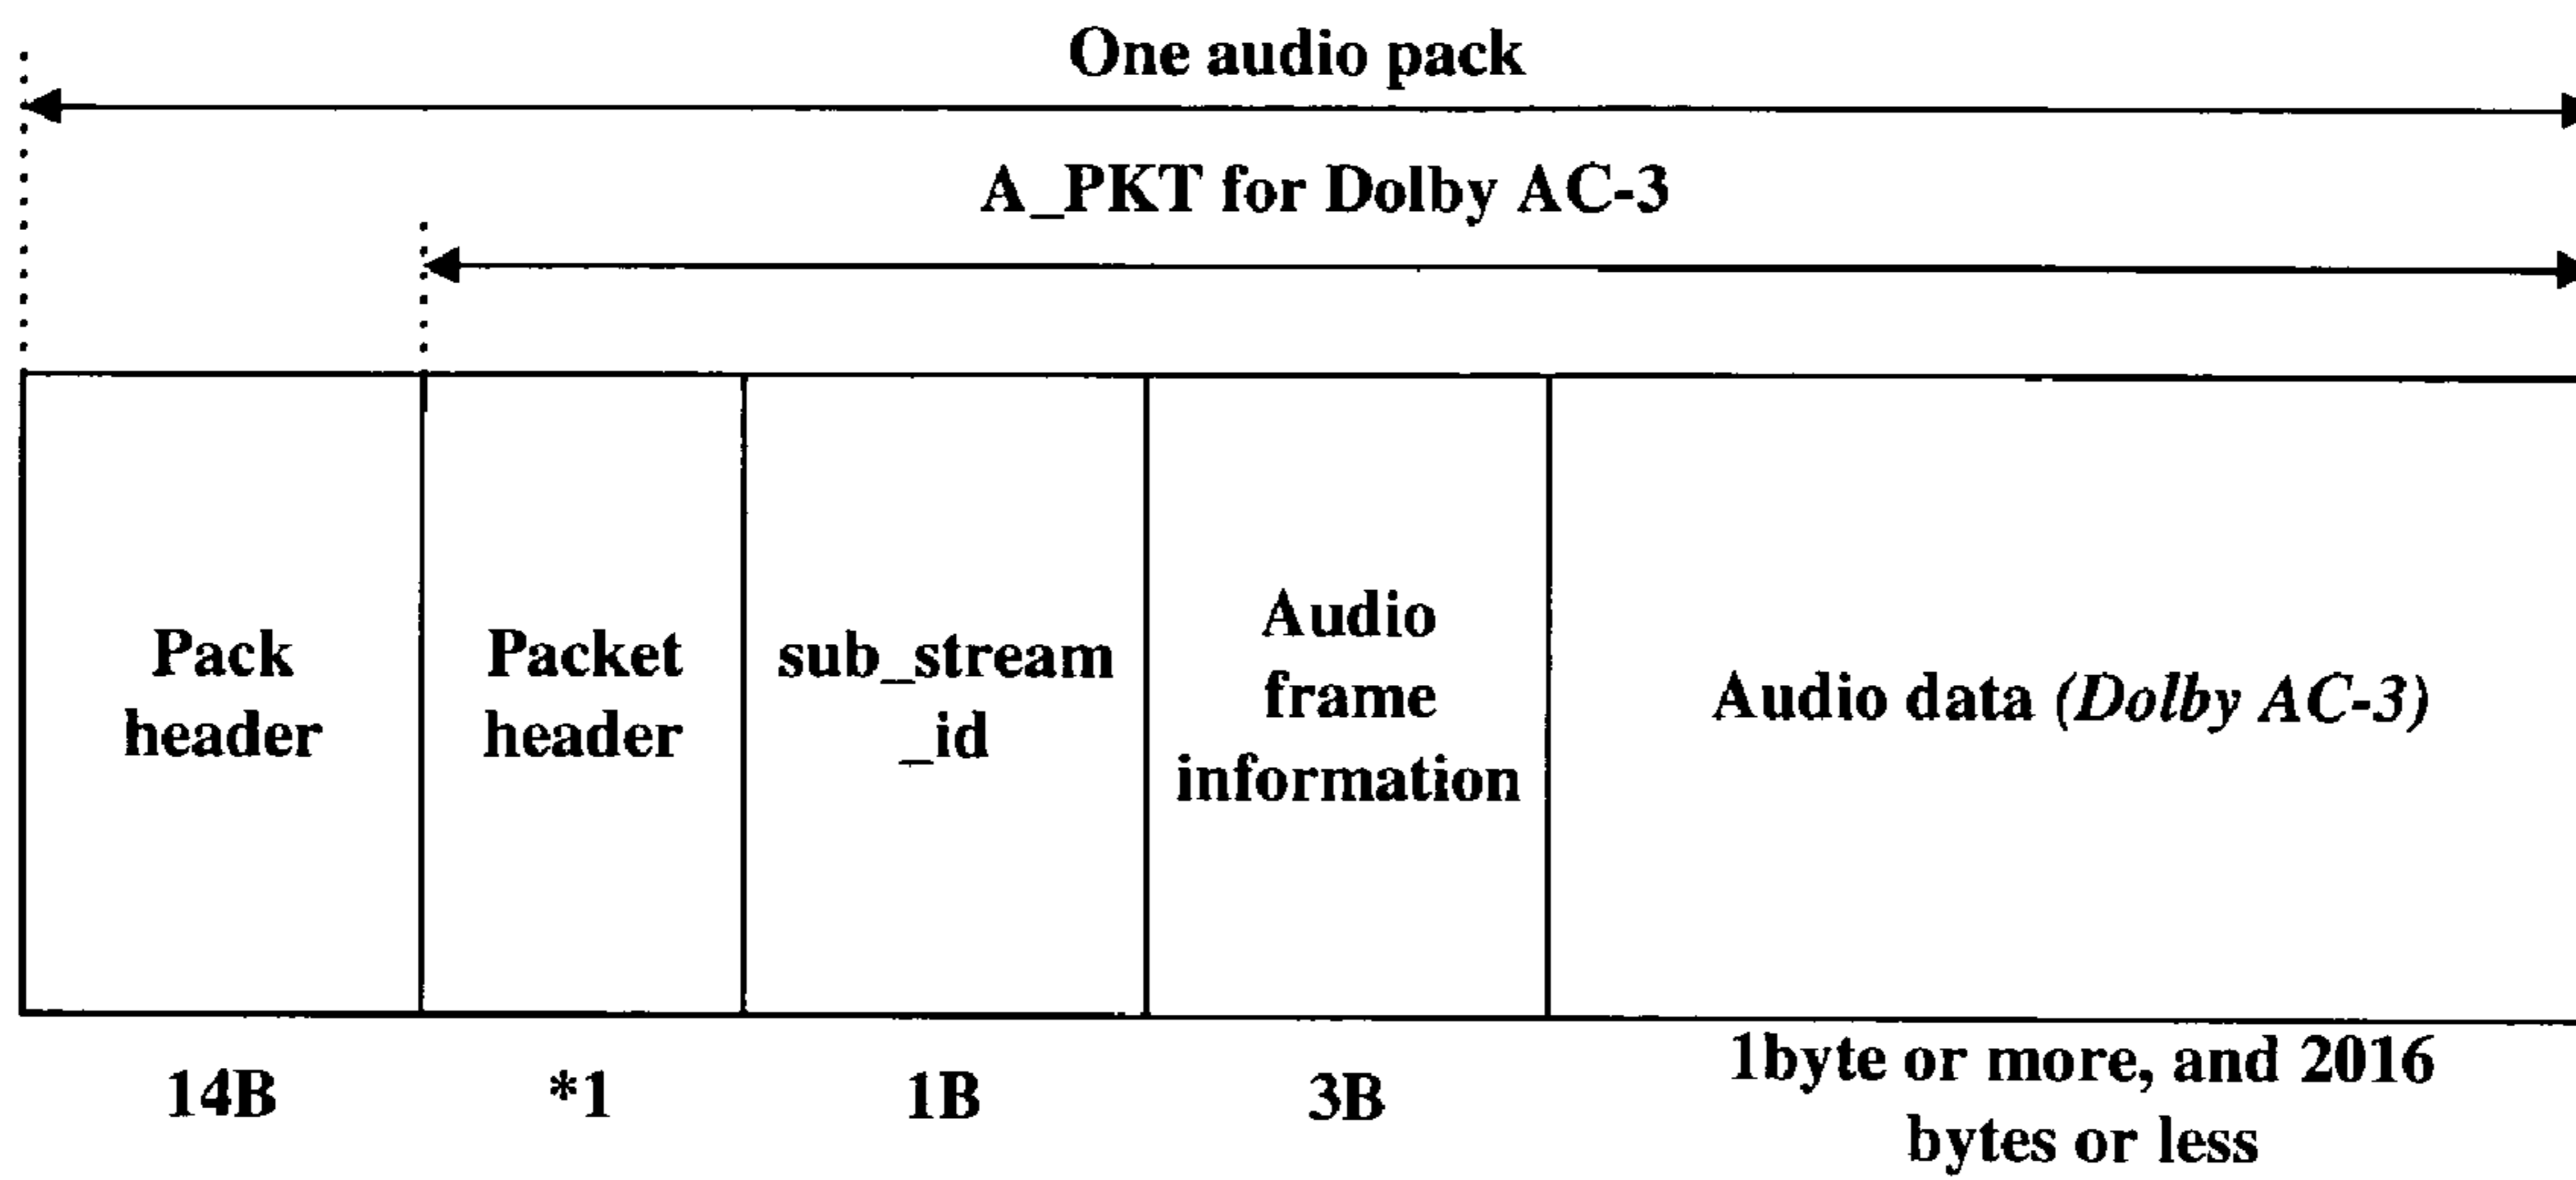 One audio pack
A_PKT for Dolby AC-3
Pack
header
Packet
header
sub_stream
_id
Audio
frame
information
Audio data (Dolby AC-3)
14B
*1
1B
3B
1byte or more, and 2016
bytes or less